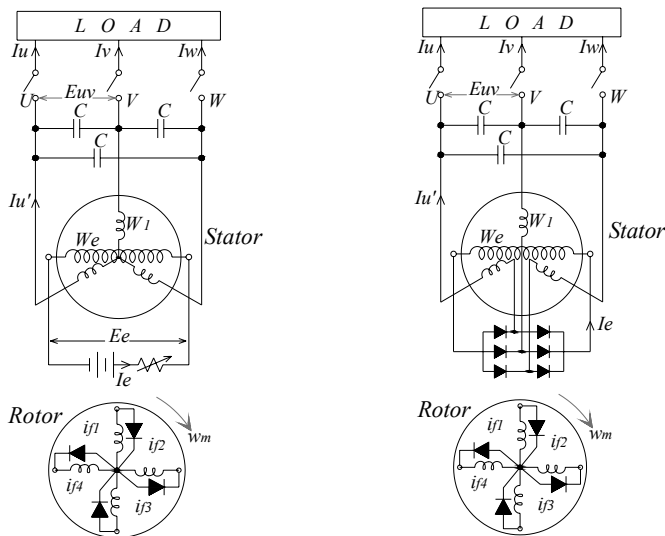 L O A D
Iu Iv Iw
Euv
U V W
C C
C
Iu'
W1
We
Stator
Ee
Ie
Rotor
wm
if1
if2
if4
if3
L O A D
Iu Iv Iw
Euv
U V W
C C
C
Iu'
W1
We
Stator
Ie
Rotor
wm
if1
if2
if4
if3